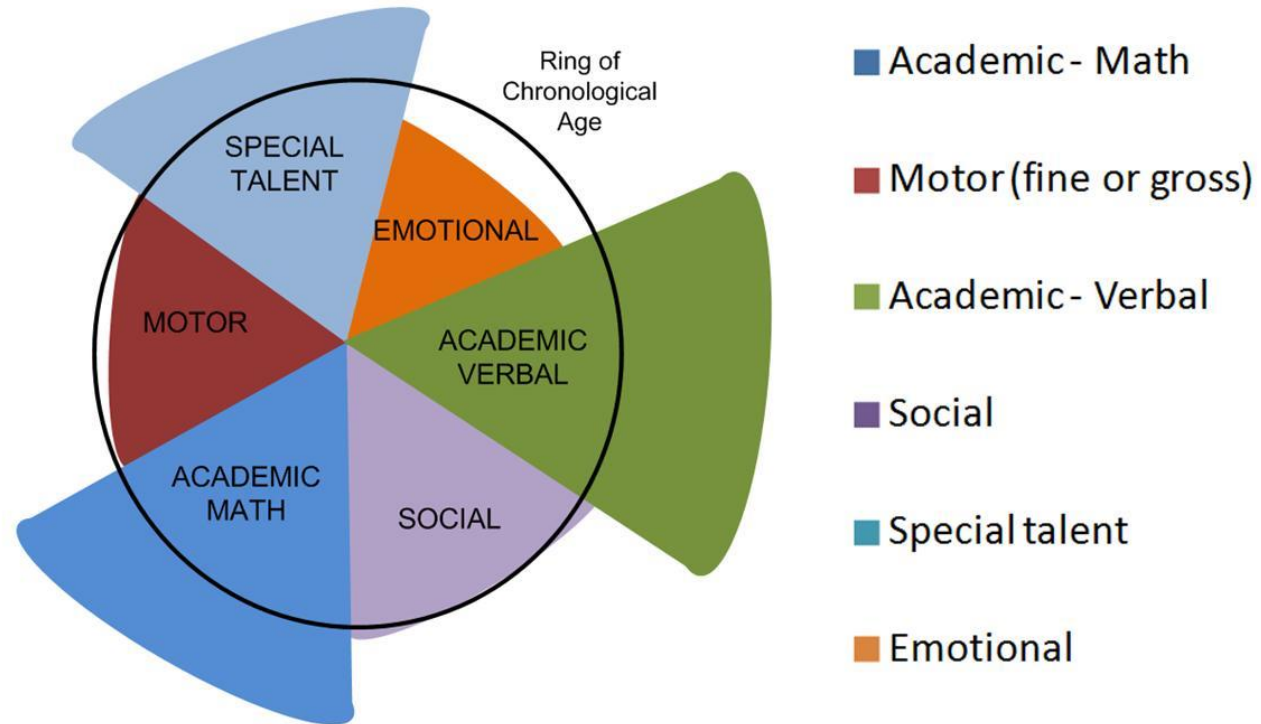 SPECIAL
TALENT
Ring of
Chronological
Age
EMOTIONAL
MOTOR
ACADEMIC
VERBAL
ACADEMIC
MATH
SOCIAL
Academic - Math
Motor (fine or gross)
Academic - Verbal
Social
Special talent
Emotional